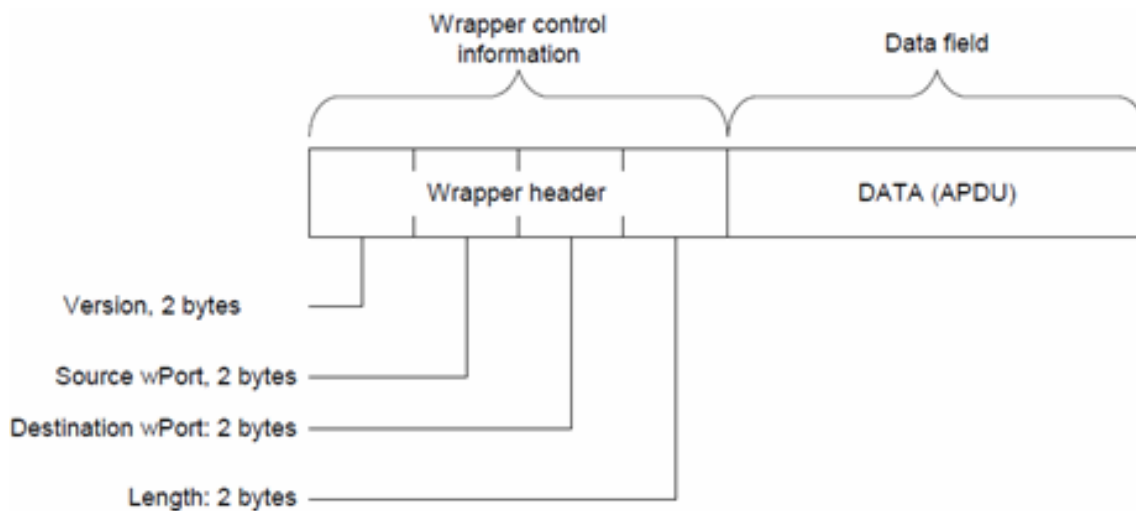 Wrapper control
information
Data field
Wrapper header
DATA (APDU)
Version, 2 bytes
Source wPort, 2 bytes
Destination wPort: 2 bytes
Length: 2 bytes